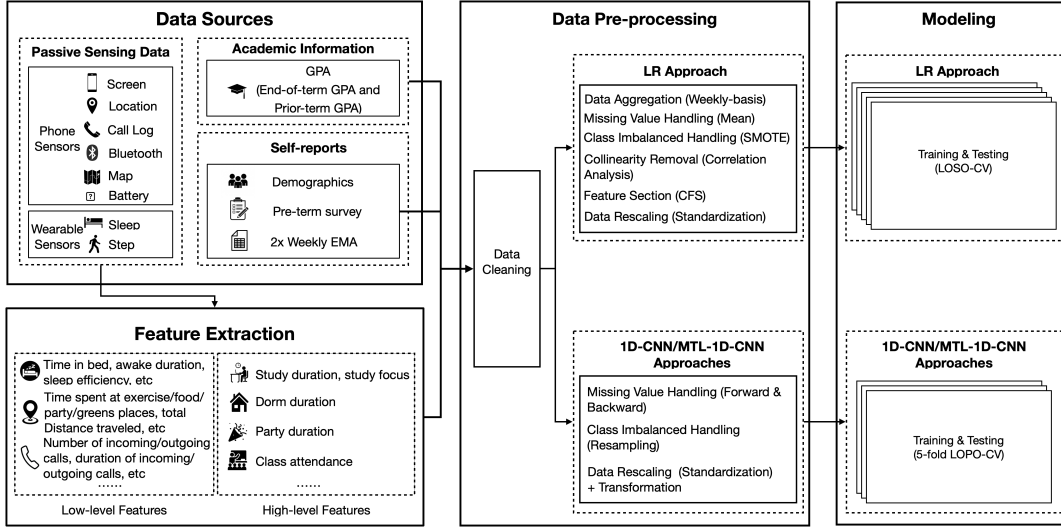 Data Sources
Passive Sensing Data
Phone
Sensors
Screen
Location
Call Log
Bluetooth
Map
Battery
Wearable
Sensors
Sleep
Step
Academic Information
GPA
(End-of-term GPA and
Prior-term GPA)
Self-reports
Demographics
Pre-term survey
2x Weekly EMA
Feature Extraction
Time in bed, awake duration,
sleep efficiency, etc
Time spent at exercise/food/
party/greens places, total
Distance traveled, etc
Number of incoming/outgoing
calls, duration of incoming/
outgoing calls, etc
......
Low-level Features
Study duration, study focus
Dorm duration
Party duration
Class attendance
......
High-level Features
Data Pre-processing
Data
Cleaning
LR Approach
Data Aggregation (Weekly-basis)
Missing Value Handling (Mean)
Class Imbalanced Handling (SMOTE)
Collinearity Removal (Correlation
Analysis)
Feature Section (CFS)
Data Rescaling (Standardization)
1D-CNN/MTL-1D-CNN
Approaches
Missing Value Handling (Forward &
Backward)
Class Imbalanced Handling
(Resampling)
Data Rescaling (Standardization)
+ Transformation
Modeling
LR Approach
Training & Testing
(LOSO-CV)
1D-CNN/MTL-1D-CNN
Approaches
Training & Testing
(5-fold LOPO-CV)